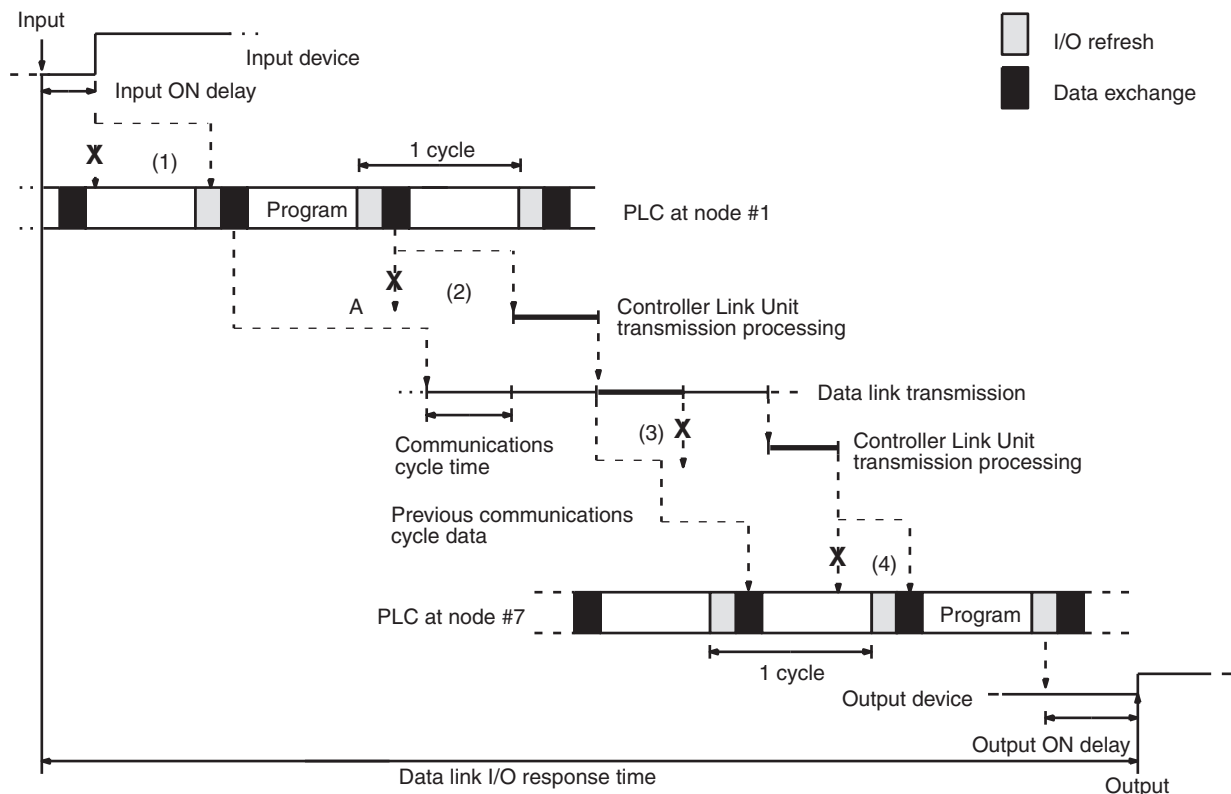 Input
I/O refresh
Input device
Data exchange
Input ON delay
X
(1)
1 cycle
Program
PLC at node #1
X
A
(2)
Controller Link Unit
transmission processing
Data link transmission
Communications
cycle time
(3)
X
Controller Link Unit
transmission processing
Previous communications
cycle data
X
(4)
PLC at node #7
Program
1 cycle
Output device
Output ON delay
Data link I/O response time
Output